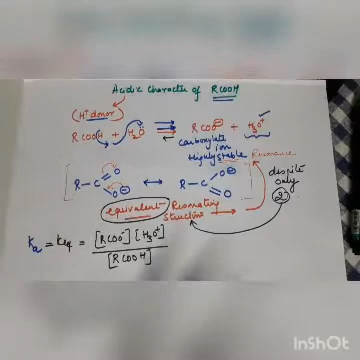 Acidic Character of RCOOH
(H⁺ donor)
RCOOH + H₂O ⇌ RCOO⊖ + H₃O⁺
carboxylate
ion
Highly stable
Resonance
R—C O O⊖ ↔ R—C O⊖ O
despite
only
2
equivalent Resonating
structure
Ka = Keq = [RCOO⁻] [H₃O⁺]
[RCOOH]
KineMaster